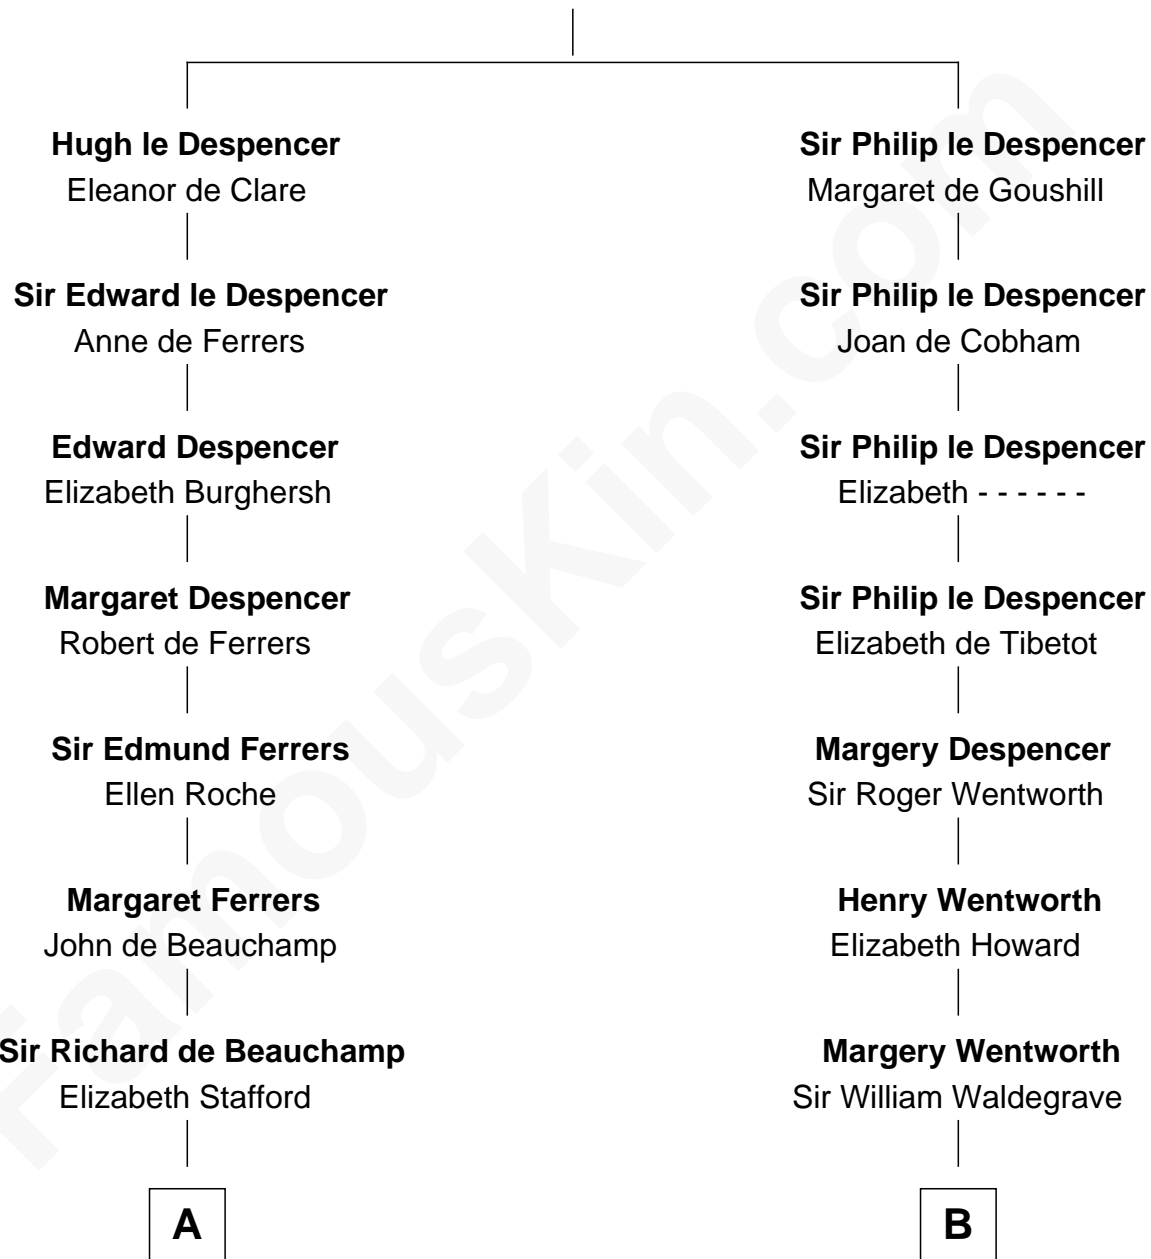 Hugh le Despencer
Eleanor de Clare
Sir Edward le Despencer
Anne de Ferrers
Edward Despencer
Elizabeth Burghersh
Margaret Despencer
Robert de Ferrers
Sir Edmund Ferrers
Ellen Roche
Margaret Ferrers
John de Beauchamp
Sir Richard de Beauchamp
Elizabeth Stafford
A
Sir Philip le Despencer
Margaret de Goushill
Sir Philip le Despencer
Joan de Cobham
Sir Philip le Despencer
Elizabeth - - - - - -
Sir Philip le Despencer
Elizabeth de Tibetot
Margery Despencer
Sir Roger Wentworth
Henry Wentworth
Elizabeth Howard
Margery Wentworth
Sir William Waldegrave
B
FamousKin.com